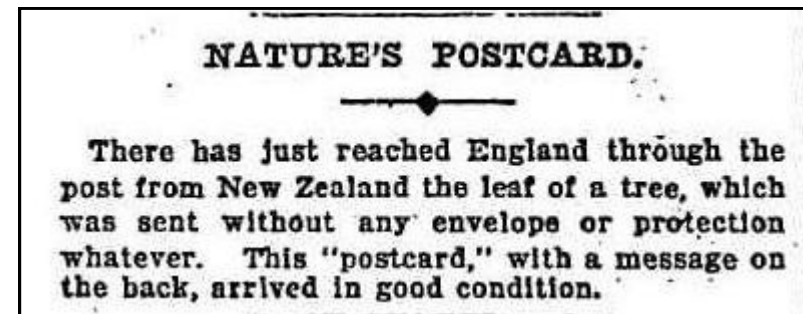 NATURE'S POSTCARD.
There has just reached England through the
post from New Zealand the leaf of a tree, which
was sent without any envelope or protection
whatever. This "postcard," with a message on
the back, arrived in good condition.